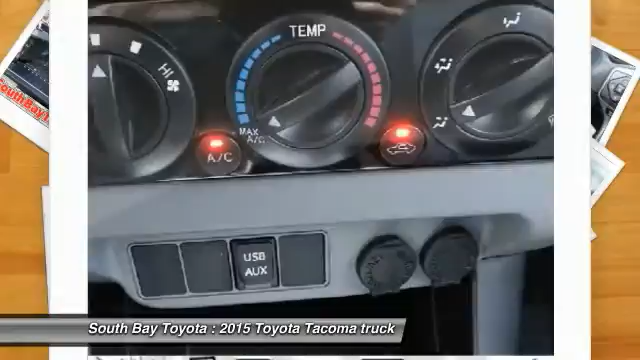 TEMP
HI
MAX
A/C
A/C
USB
AUX
South Bay Toyota : 2015 Toyota Tacoma truck